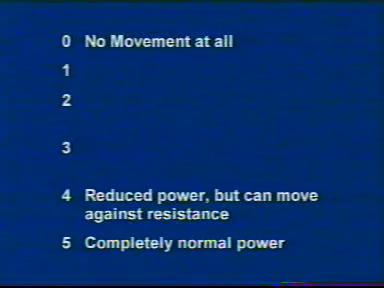 0 No Movement at all
1
2
3
4 Reduced power, but can move
against resistance
5 Completely normal power